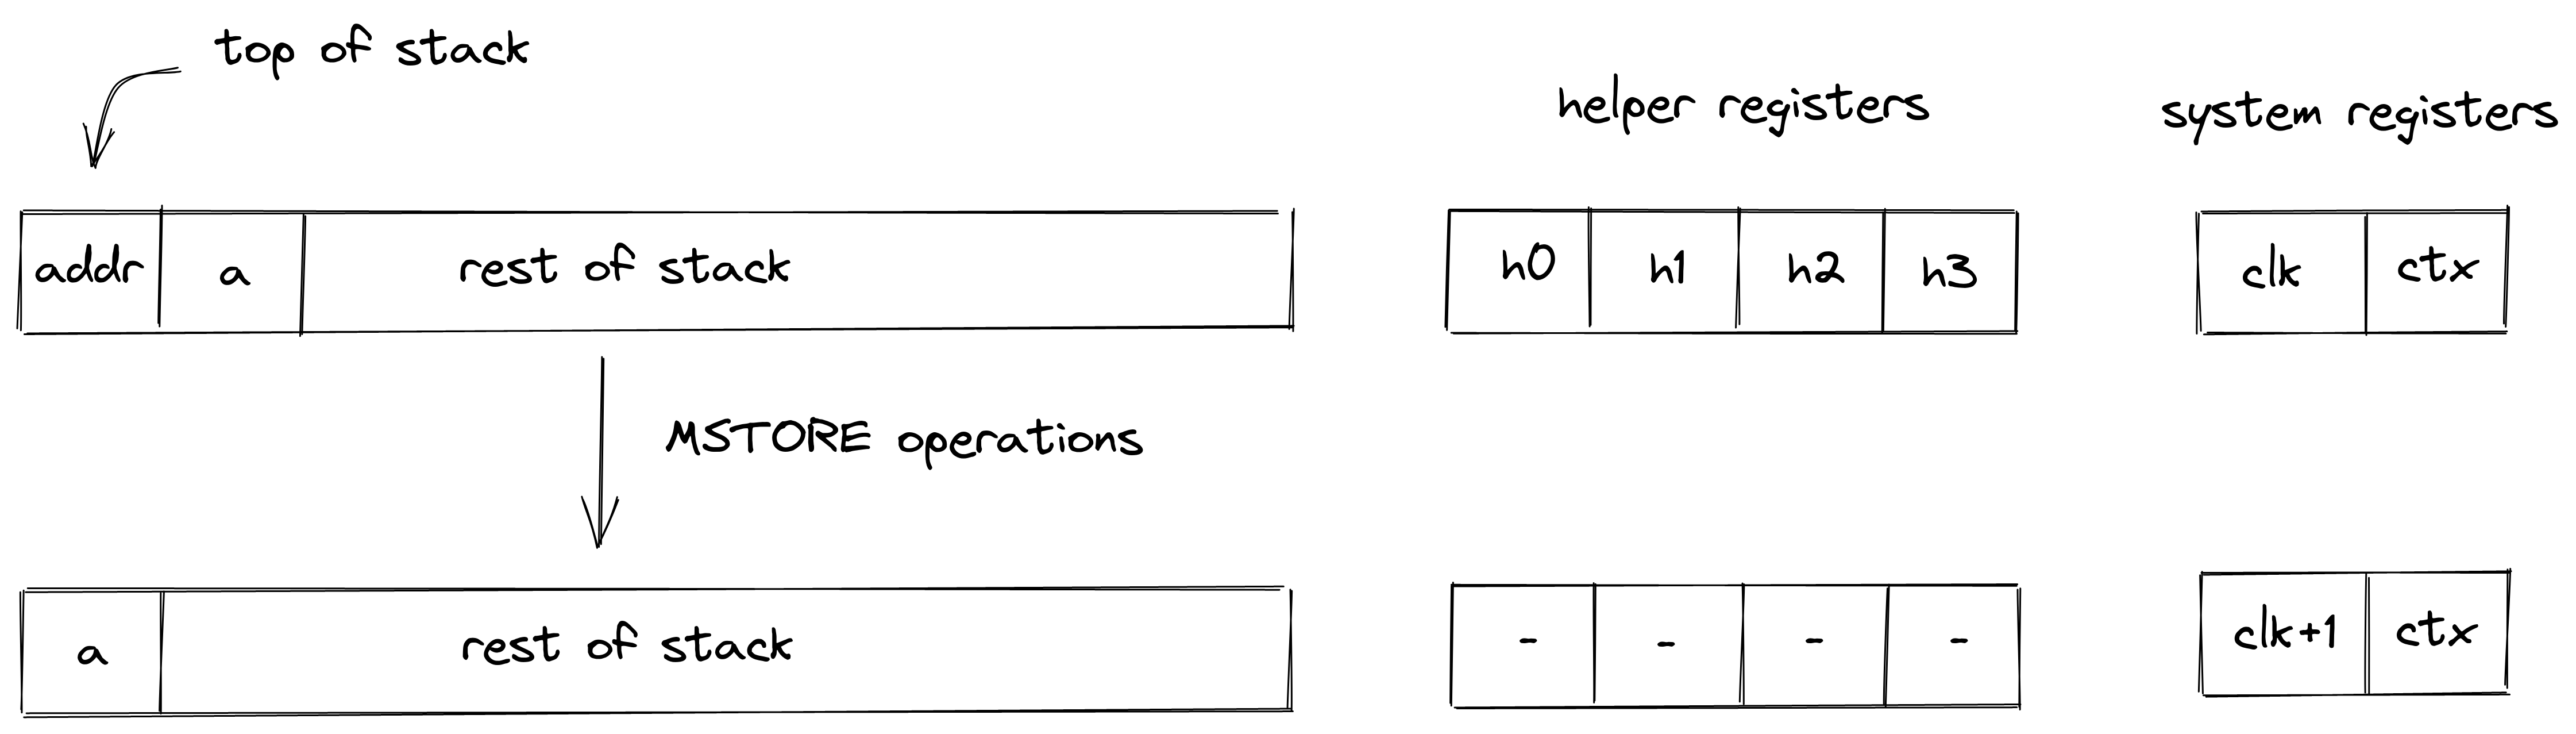 top of stack
helper registers
system registers
addr a rest of stack
h0 h1 h2 h3
clk ctx
MSTORE operations
a rest of stack
- - - -
clk+1 ctx